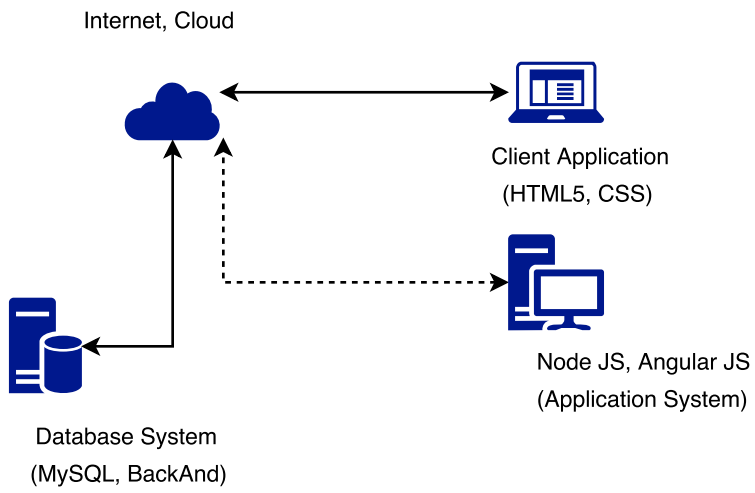 Internet, Cloud
Client Application
(HTML5, CSS)
Node JS, Angular JS
(Application System)
Database System
(MySQL, BackAnd)